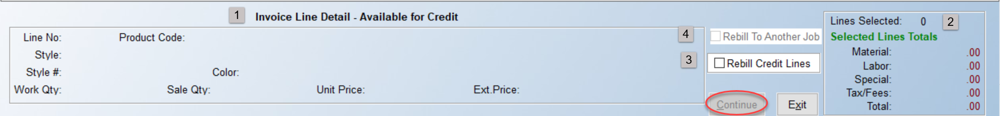 1 Invoice Line Detail - Available for Credit
Line No: Product Code:
Style:
Style #: Color:
Work Qty: Sale Qty: Unit Price: Ext.Price:
4 Rebill To Another Job
3 Rebill Credit Lines
Continue Exit
Lines Selected: 0 2
Selected Lines Totals
Material: .00
Labor: .00
Special: .00
Tax/Fees: .00
Total: .00